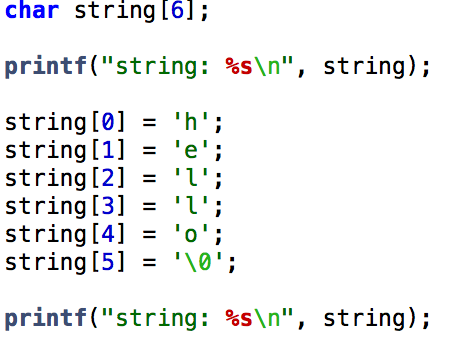 char string[6];
printf("string: %s\n", string);
string[0] = 'h';
string[1] = 'e';
string[2] = 'l';
string[3] = 'l';
string[4] = 'o';
string[5] = '\0';
printf("string: %s\n", string);